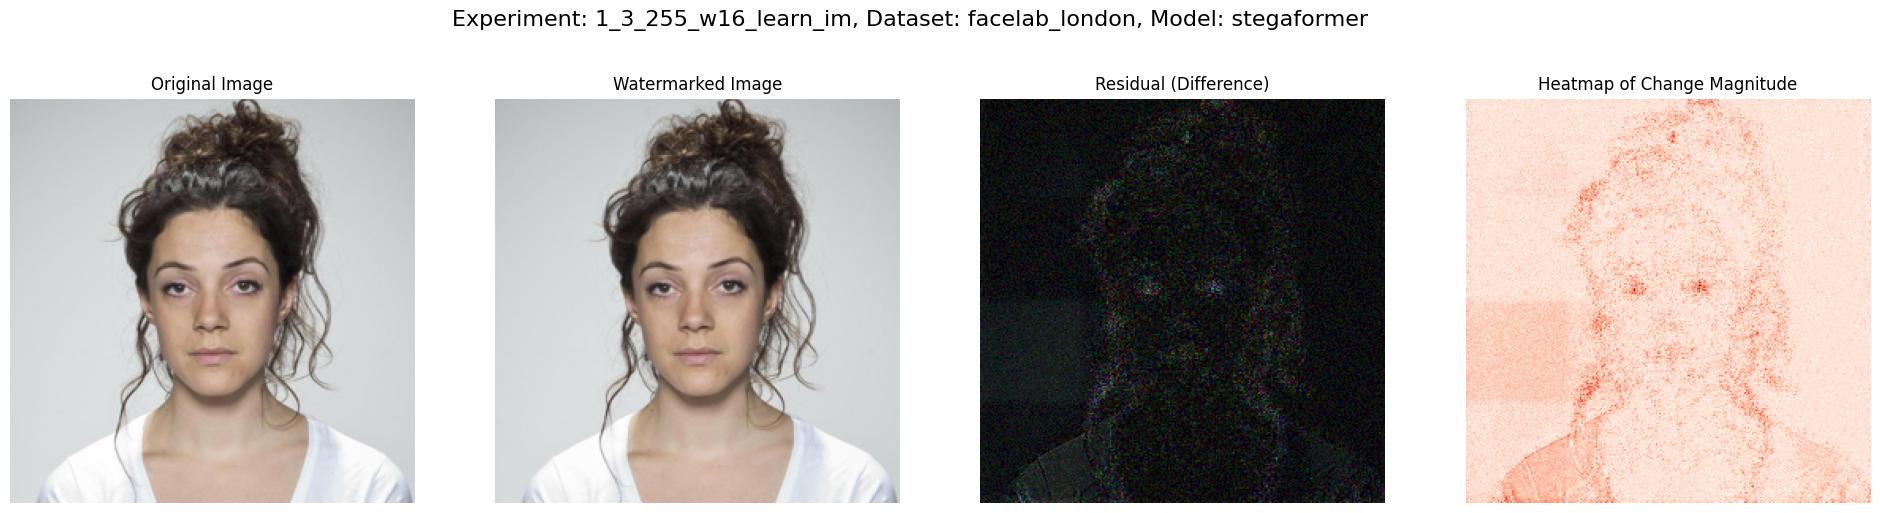 Experiment: 1_3_255_w16_learn_im, Dataset: facelab_london, Model: stegaformer
Original Image
Watermarked Image
Residual (Difference)
Heatmap of Change Magnitude